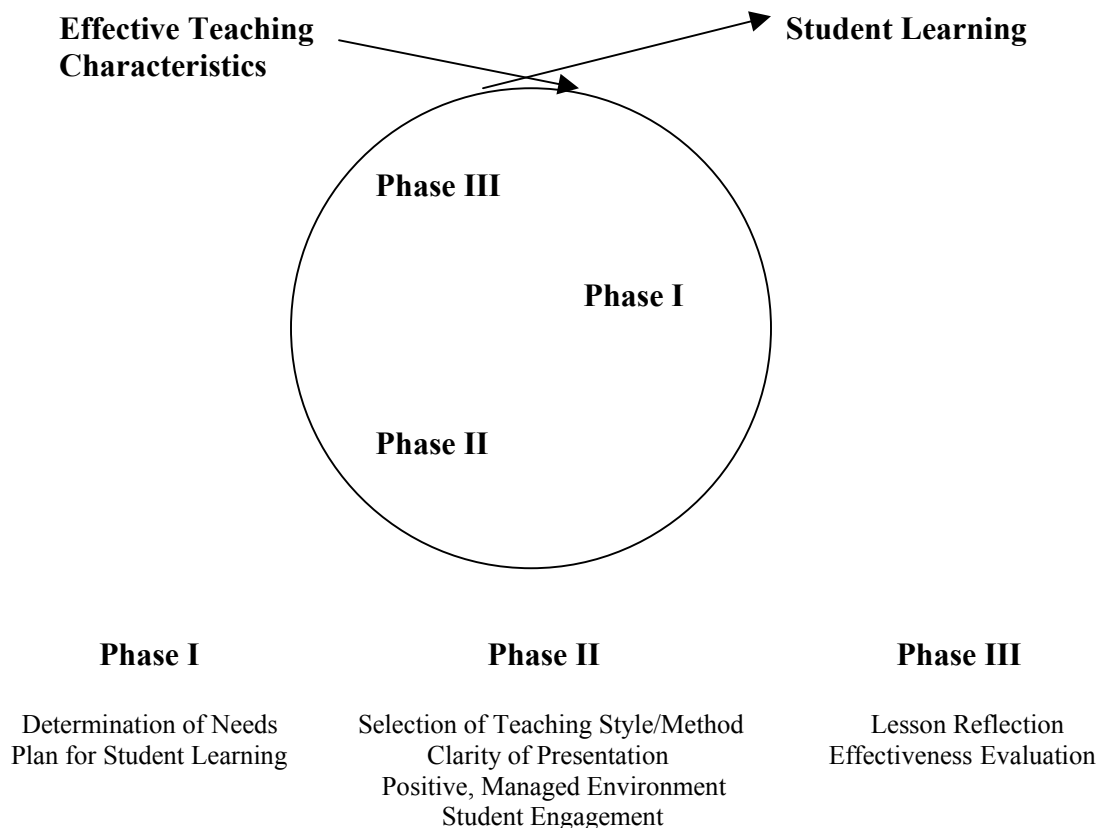 Effective Teaching
Characteristics
Student Learning
Phase III
Phase I
Phase II
Phase I
Determination of Needs
Plan for Student Learning
Phase II
Selection of Teaching Style/Method
Clarity of Presentation
Positive, Managed Environment
Student Engagement
Phase III
Lesson Reflection
Effectiveness Evaluation